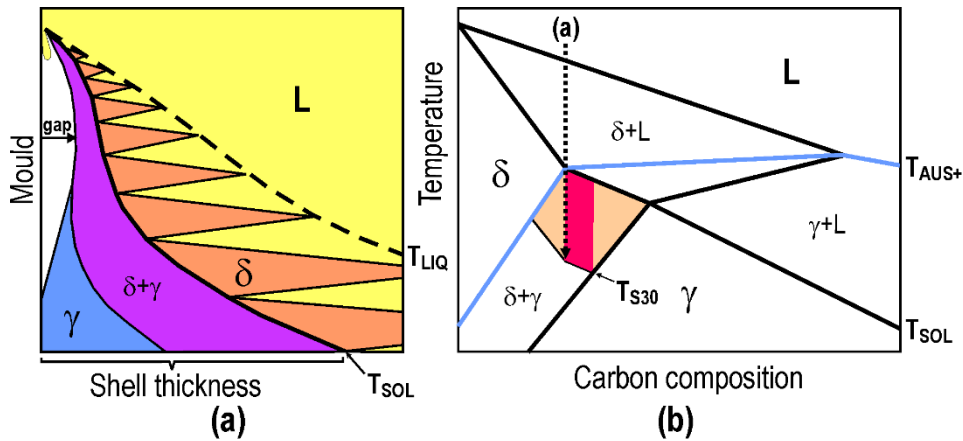 L
gap
Mould
T_LIQ
δ
δ+γ
γ
Shell thickness
T_SOL
(a)
(a)
L
Temperature
δ+L
δ
T_AUS+
γ+L
T_S30
δ+γ
γ
T_SOL
Carbon composition
(b)